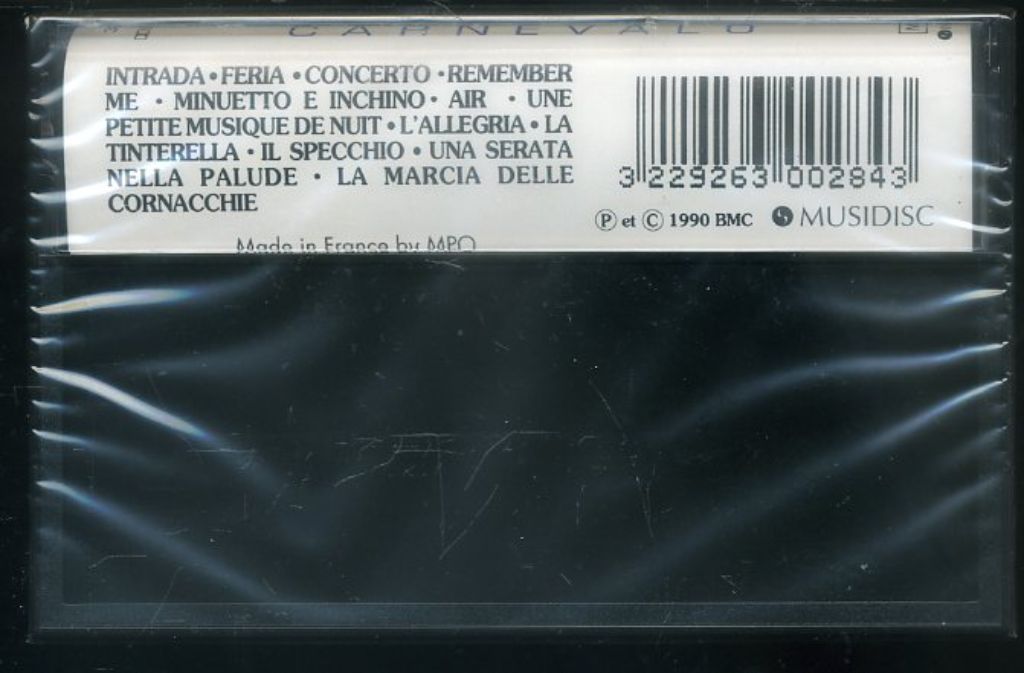 CARNEVALO
INTRADA • FERIA • CONCERTO • REMEMBER
ME • MINUETTO E INCHINO • AIR • UNE
PETITE MUSIQUE DE NUIT • L'ALLEGRIA • LA
TINTERELLA • IL SPECCHIO • UNA SERATA
NELLA PALUDE • LA MARCIA DELLE
CORNACCHIE
3 229263 002843
Ⓟ et © 1990 BMC MUSIDISC
Made in France by MPO